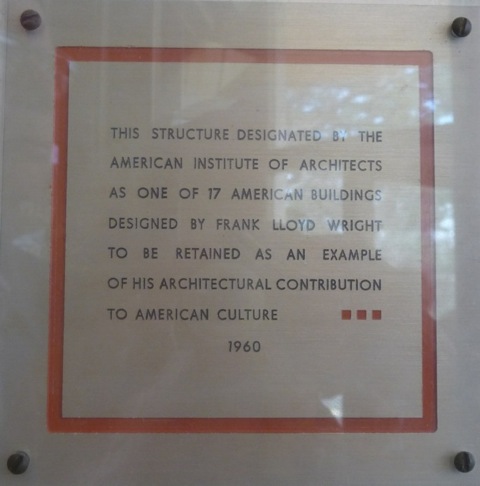 THIS STRUCTURE DESIGNATED BY THE
AMERICAN INSTITUTE OF ARCHITECTS
AS ONE OF 17 AMERICAN BUILDINGS
DESIGNED BY FRANK LLOYD WRIGHT
TO BE RETAINED AS AN EXAMPLE
OF HIS ARCHITECTURAL CONTRIBUTION
TO AMERICAN CULTURE
1960